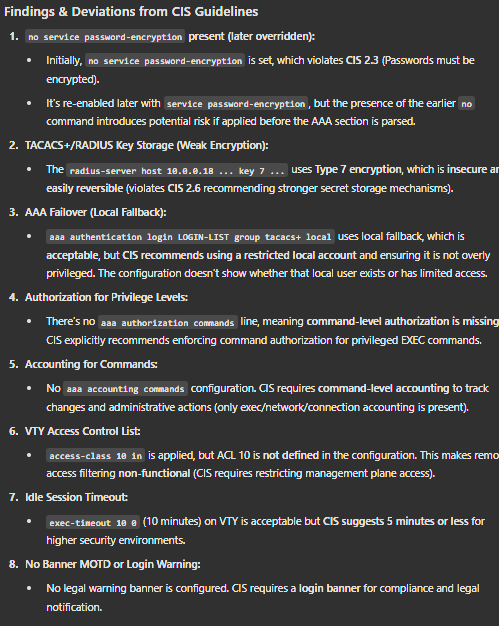 Findings & Deviations from CIS Guidelines
1. no service password-encryption present (later overridden):
• Initially, no service password-encryption is set, which violates CIS 2.3 (Passwords must be
encrypted).
• It's re-enabled later with service password-encryption, but the presence of the earlier no
command introduces potential risk if applied before the AAA section is parsed.
2. TACACS+/RADIUS Key Storage (Weak Encryption):
• The radius-server host 10.0.0.18 ... key 7 ... uses Type 7 encryption, which is insecure
easily reversible (violates CIS 2.6 recommending stronger secret storage mechanisms).
3. AAA Failover (Local Fallback):
• aaa authentication login LOGIN-LIST group tacacs+ local uses local fallback, which is
acceptable, but CIS recommends using a restricted local account and ensuring it is not overly
privileged. The configuration doesn't show whether that local user exists or has limited access.
4. Authorization for Privilege Levels:
• There's no aaa authorization commands line, meaning command-level authorization is missing
CIS explicitly recommends enforcing command authorization for privileged EXEC commands.
5. Accounting for Commands:
• No aaa accounting commands configuration. CIS requires command-level accounting to track
changes and administrative actions (only exec/network/connection accounting is present).
6. VTY Access Control List:
• access-class 10 in is applied, but ACL 10 is not defined in the configuration. This makes remo
access filtering non-functional (CIS requires restricting management plane access).
7. Idle Session Timeout:
• exec-timeout 10 0 (10 minutes) on VTY is acceptable but CIS suggests 5 minutes or less for
higher security environments.
8. No Banner MOTD or Login Warning:
• No legal warning banner is configured. CIS requires a login banner for compliance and legal
notification.